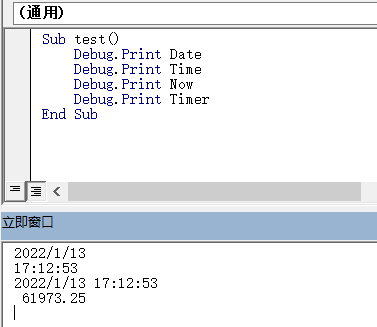 (通用)
Sub test()
Debug.Print Date
Debug.Print Time
Debug.Print Now
Debug.Print Timer
End Sub
立即窗口
2022/1/13
17:12:53
2022/1/13 17:12:53
61973.25